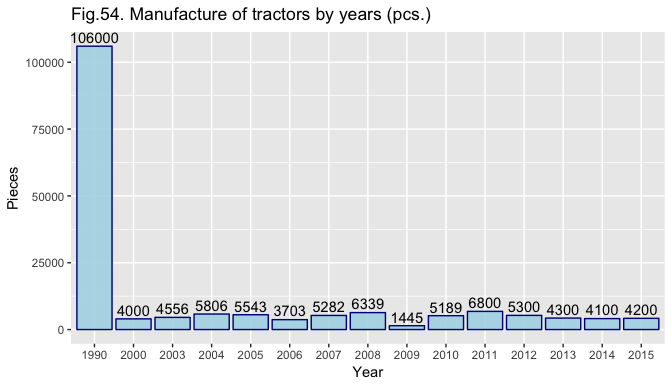 Fig.54. Manufacture of tractors by years (pcs.)
106000
100000
75000
50000
25000
0
Pieces
4000 4556 5806 5543 3703 5282 6339 1445 5189 6800 5300 4300 4100 4200
1990 2000 2003 2004 2005 2006 2007 2008 2009 2010 2011 2012 2013 2014 2015
Year